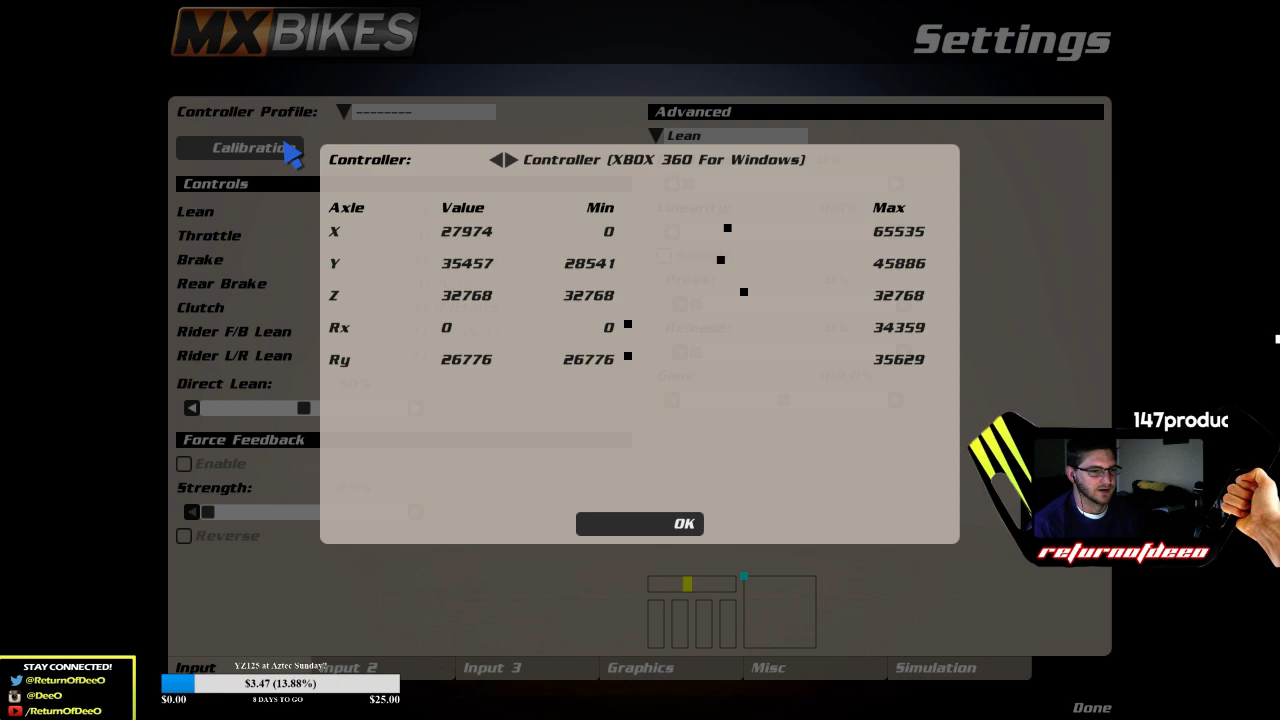 MXBIKES
Settings
Controller Profile:
--------
Advanced
Calibratio
Lean
Controller:
Controller (XBOX 360 For Windows)
Controls
Axle Value Min Max
Lean
X 27974 0 65535
Throttle
Brake
Y 35457 28541 45886
Rear Brake
Z 32768 32768 32768
Clutch
Rx 0 0 34359
Rider F/B Lean
Rider L/R Lean
Ry 26776 26776 35629
Direct Lean:
Force Feedback
Enable
Strength:
Reverse
OK
147produc
returnofdeeo
STAY CONNECTED!
@ReturnOfDeeO
@DeeO
/ReturnOfDeeO
Input
Input 2
Input 3
Graphics
Misc
Simulation
YZ125 at Aztec Sunday?
$3.47 (13.88%)
$0.00
8 DAYS TO GO
$25.00
Done